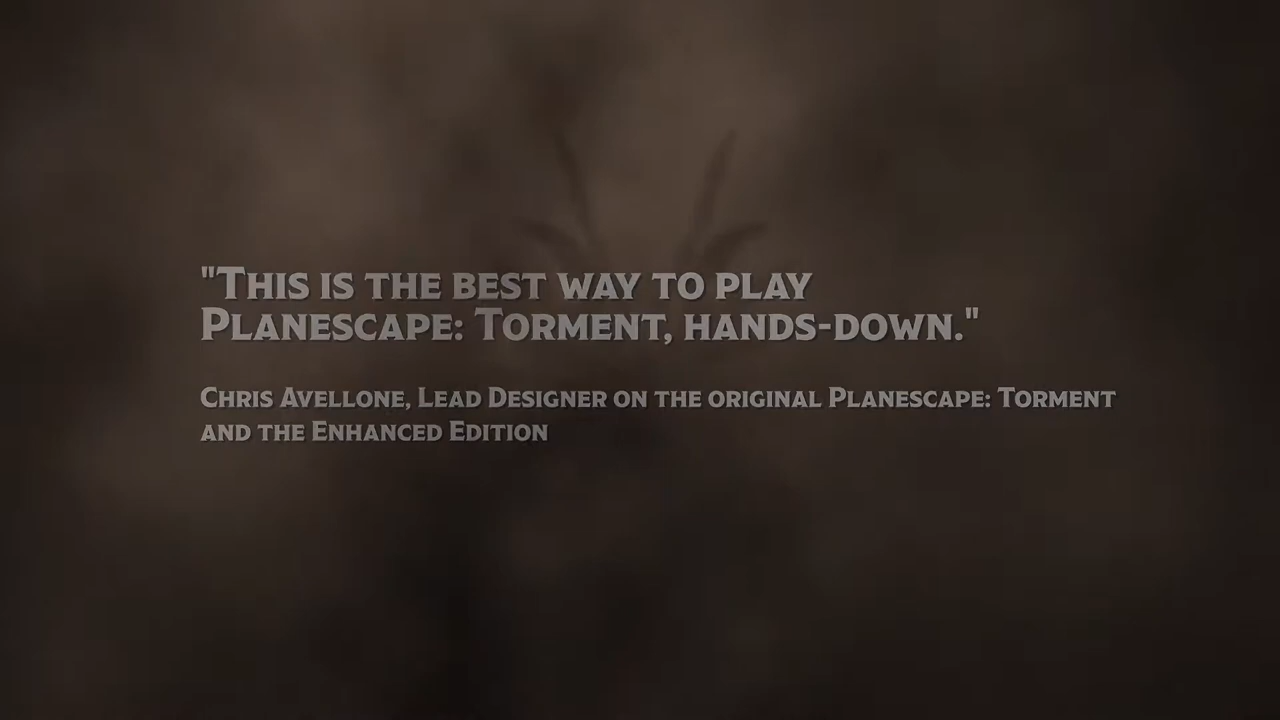 "This is the best way to play
Planescape: Torment, hands-down."
Chris Avellone, Lead Designer on the original Planescape: Torment
and the Enhanced Edition